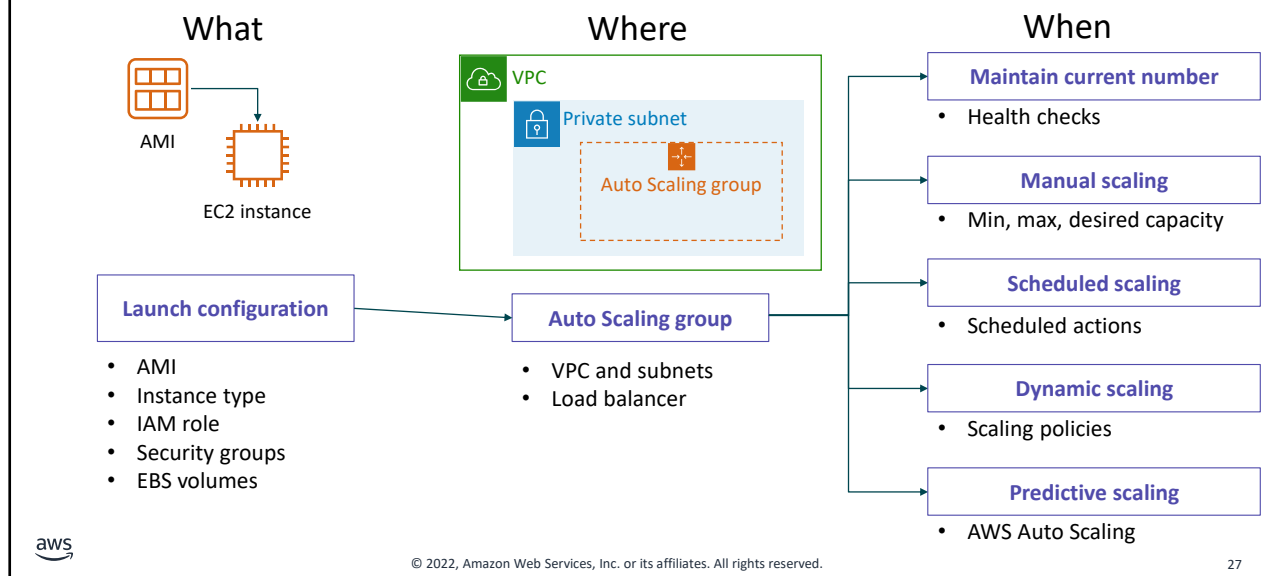 What
AMI
EC2 instance
Launch configuration
• AMI
• Instance type
• IAM role
• Security groups
• EBS volumes
Where
VPC
Private subnet
Auto Scaling group
Auto Scaling group
• VPC and subnets
• Load balancer
When
Maintain current number
• Health checks
Manual scaling
• Min, max, desired capacity
Scheduled scaling
• Scheduled actions
Dynamic scaling
• Scaling policies
Predictive scaling
• AWS Auto Scaling
aws
© 2022, Amazon Web Services, Inc. or its affiliates. All rights reserved.
27